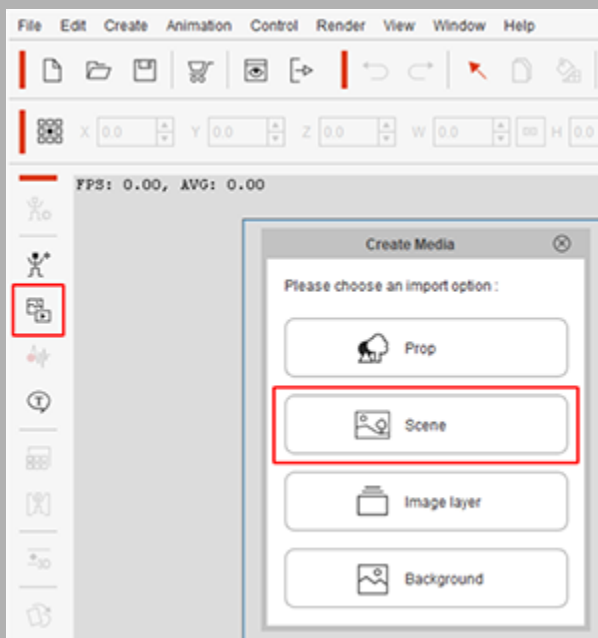 File Edit Create Animation Control Render View Window Help
X 0.0 Y 0.0 Z 0.0 W 0.0 H 0.0
FPS: 0.00, AVG: 0.00
Create Media
Please choose an import option :
Prop
Scene
Image layer
Background
3D